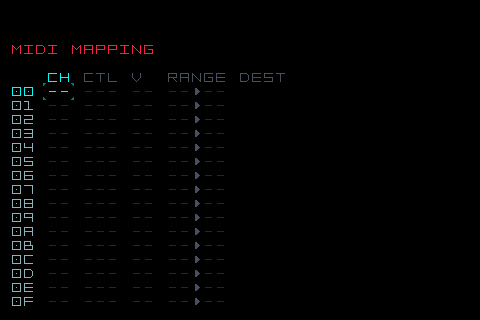 MIDI MAPPING
CH CTL V RANGE DEST
00 -- --- -- --▶--
01 -- --- -- --▶--
02 -- --- -- --▶--
03 -- --- -- --▶--
04 -- --- -- --▶--
05 -- --- -- --▶--
06 -- --- -- --▶--
07 -- --- -- --▶--
08 -- --- -- --▶--
09 -- --- -- --▶--
0A -- --- -- --▶--
0B -- --- -- --▶--
0C -- --- -- --▶--
0D -- --- -- --▶--
0E -- --- -- --▶--
0F -- --- -- --▶--